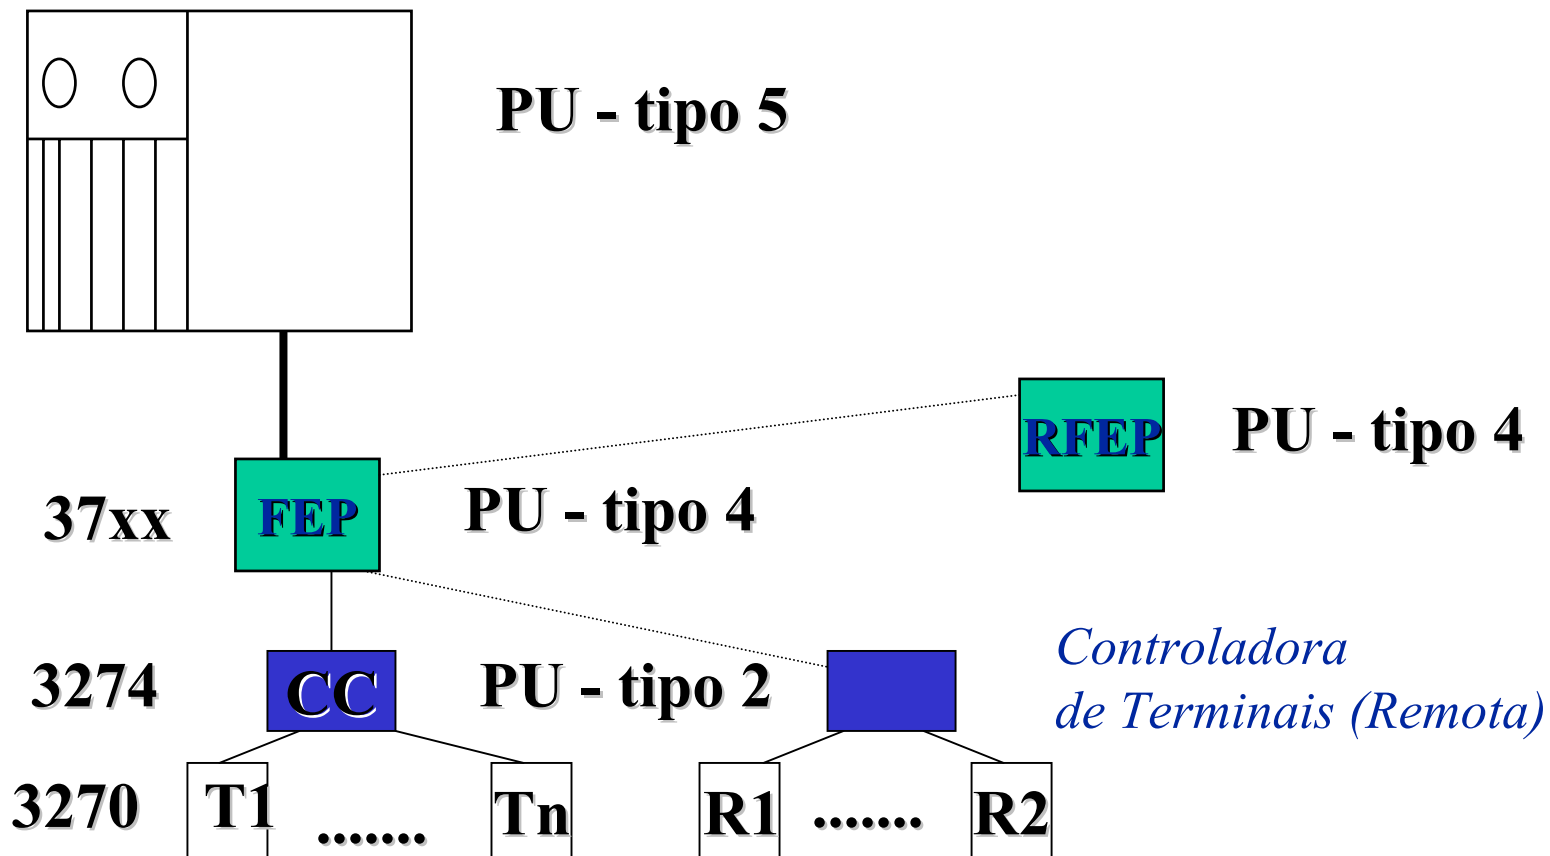 PU - tipo 5
RFEP
PU - tipo 4
37xx
FEP
PU - tipo 4
3274
CC
PU - tipo 2
Controladora
de Terminais (Remota)
3270
T1
.......
Tn
R1
.......
R2